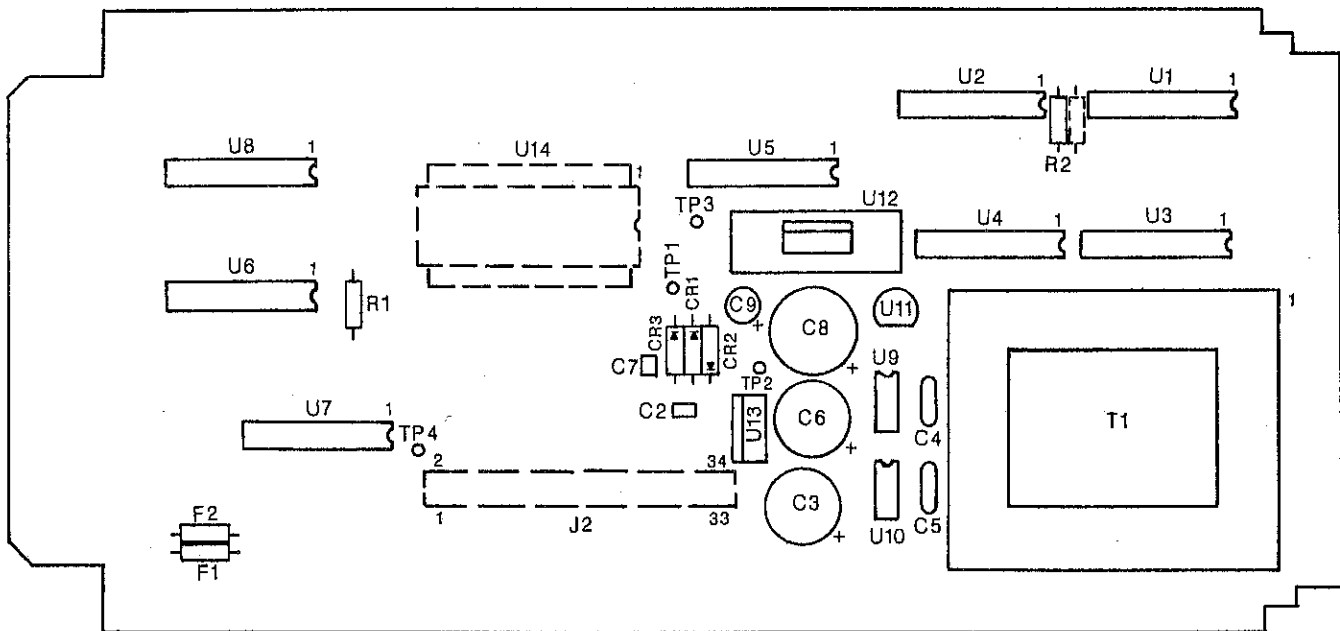 U2 1 U1 1
R2
U8 1
U14 1
U5 1
TP3
U12
U4 1 U3 1
U6 1
R1
TP1
CR1
CR3
CR2
C9 +
C8 +
U11
1
C7
TP2
U9
C2
U13
C6 +
C4
T1
U7 1
TP4
2 34
1 J2 33
C3 +
U10
C5
F2
F1